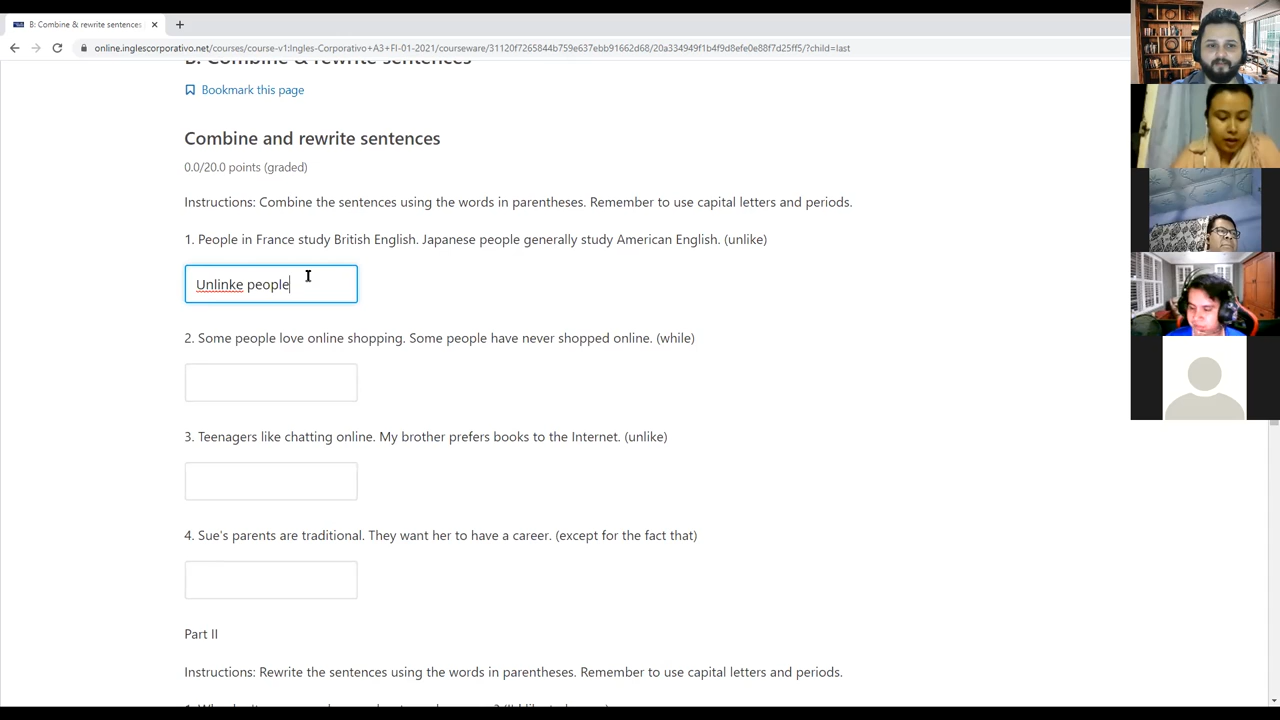 B: Combine & rewrite sentences
online.inglescorporativo.net/courses/course-v1:Ingles-Corporativo+A3+FI-01-2021/courseware/31120f7265844b759e637ebb91662d68/20a334949f1b4f9d8efe0e88f7d25ff5/?child=last
B: Combine & rewrite sentences
Bookmark this page
Combine and rewrite sentences
0.0/20.0 points (graded)
Instructions: Combine the sentences using the words in parentheses. Remember to use capital letters and periods.
1. People in France study British English. Japanese people generally study American English. (unlike)
Unlinke people
2. Some people love online shopping. Some people have never shopped online. (while)
3. Teenagers like chatting online. My brother prefers books to the Internet. (unlike)
4. Sue's parents are traditional. They want her to have a career. (except for the fact that)
Part II
Instructions: Rewrite the sentences using the words in parentheses. Remember to use capital letters and periods.